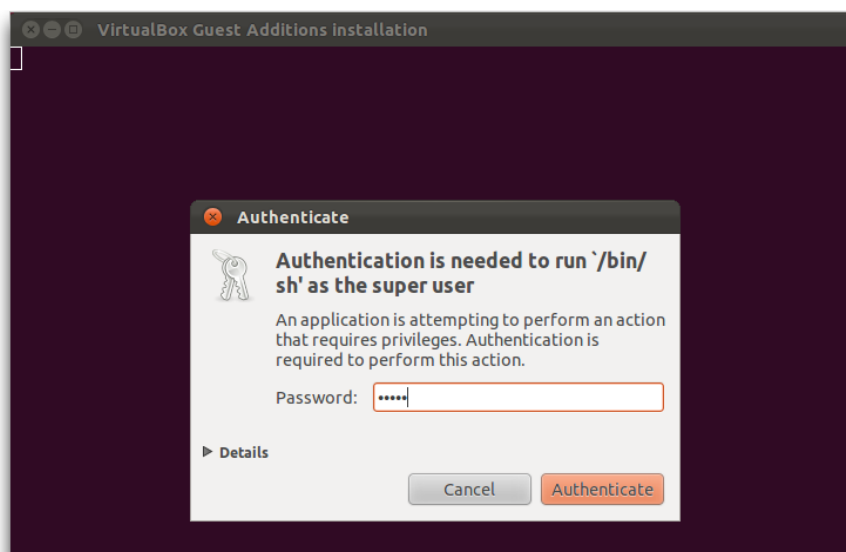 VirtualBox Guest Additions installation
Authenticate
Authentication is needed to run `/bin/
sh' as the super user
An application is attempting to perform an action
that requires privileges. Authentication is
required to perform this action.
Password: •••••
Details
Cancel Authenticate